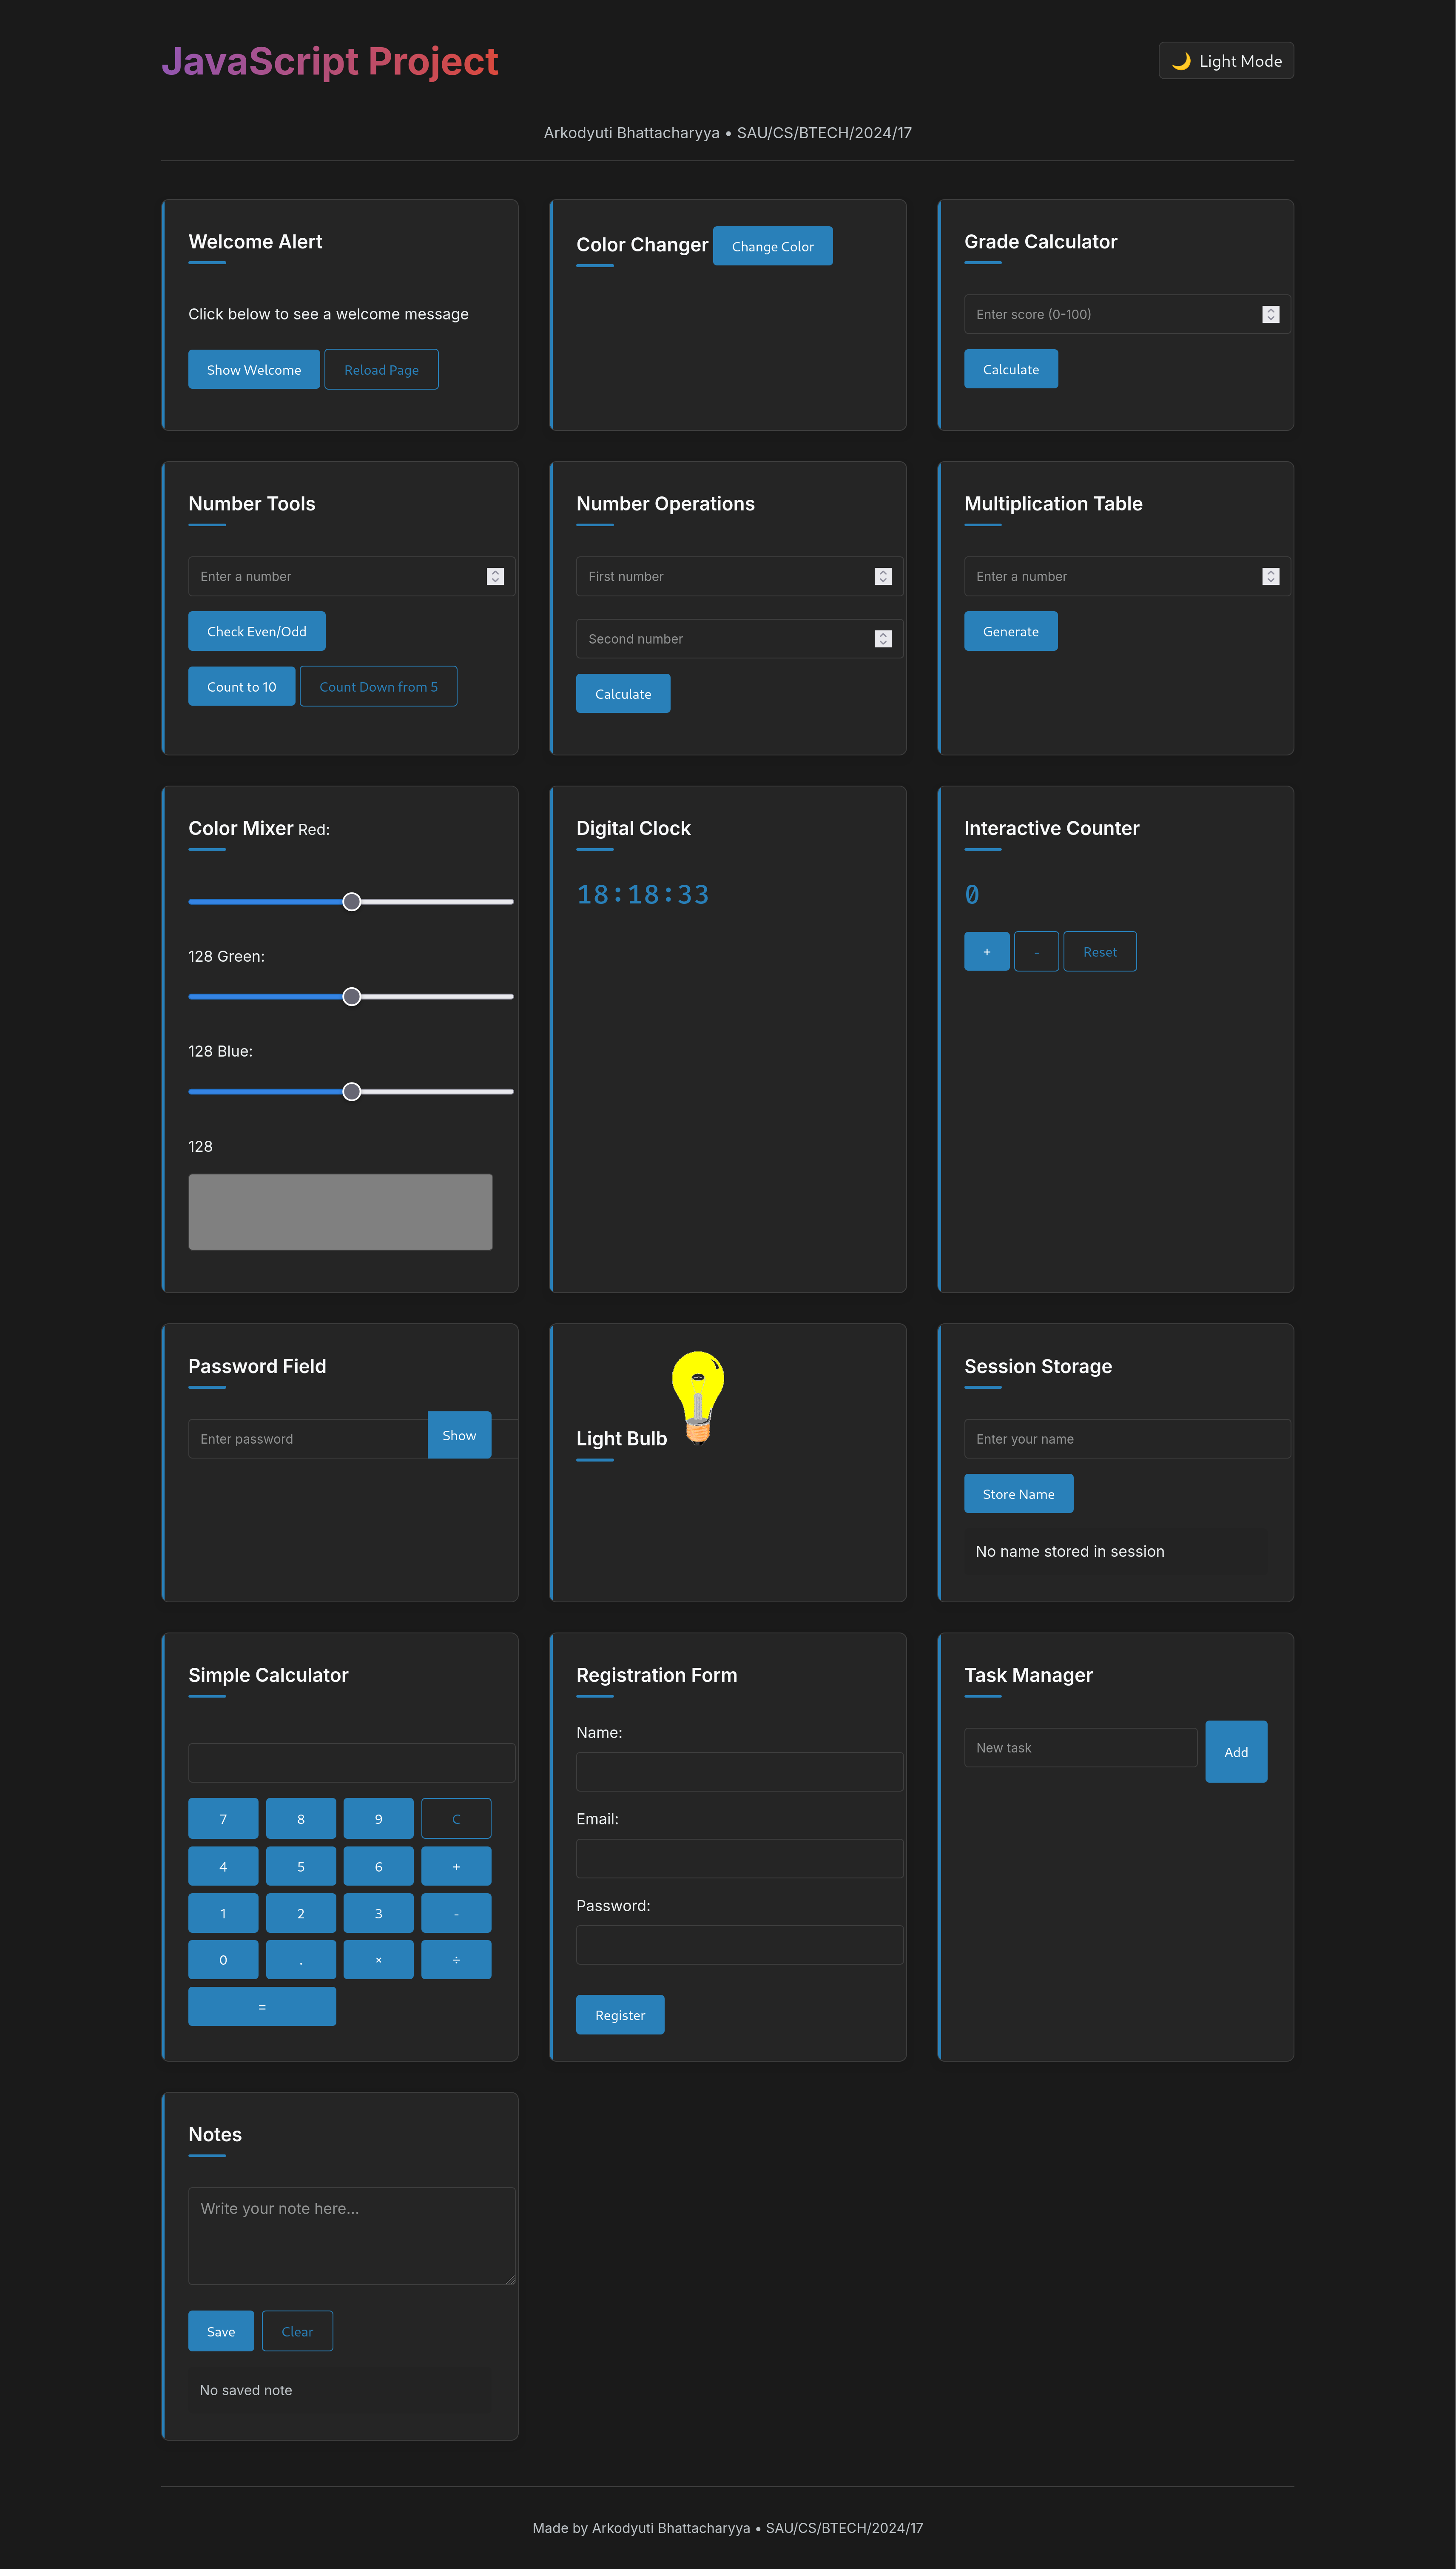 JavaScript Project
🌙 Light Mode
Arkodyuti Bhattacharyya • SAU/CS/BTECH/2024/17
Welcome Alert
Click below to see a welcome message
Show Welcome
Reload Page
Color Changer
Change Color
Grade Calculator
Enter score (0-100)
Calculate
Number Tools
Enter a number
Check Even/Odd
Count to 10
Count Down from 5
Number Operations
First number
Second number
Calculate
Multiplication Table
Enter a number
Generate
Color Mixer Red:
128 Green:
128 Blue:
128
Digital Clock
18:18:33
Interactive Counter
0
+
-
Reset
Password Field
Enter password
Show
Light Bulb
Session Storage
Enter your name
Store Name
No name stored in session
Simple Calculator
7 8 9 C
4 5 6 +
1 2 3 -
0 . × ÷
=
Registration Form
Name:
Email:
Password:
Register
Task Manager
New task
Add
Notes
Write your note here...
Save
Clear
No saved note
Made by Arkodyuti Bhattacharyya • SAU/CS/BTECH/2024/17